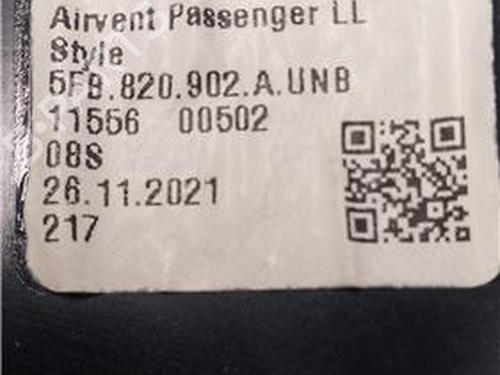 Airvent Passenger LL
Style
5FB.820.902.A.UNB
11556 00502
08S
26.11.2021
217